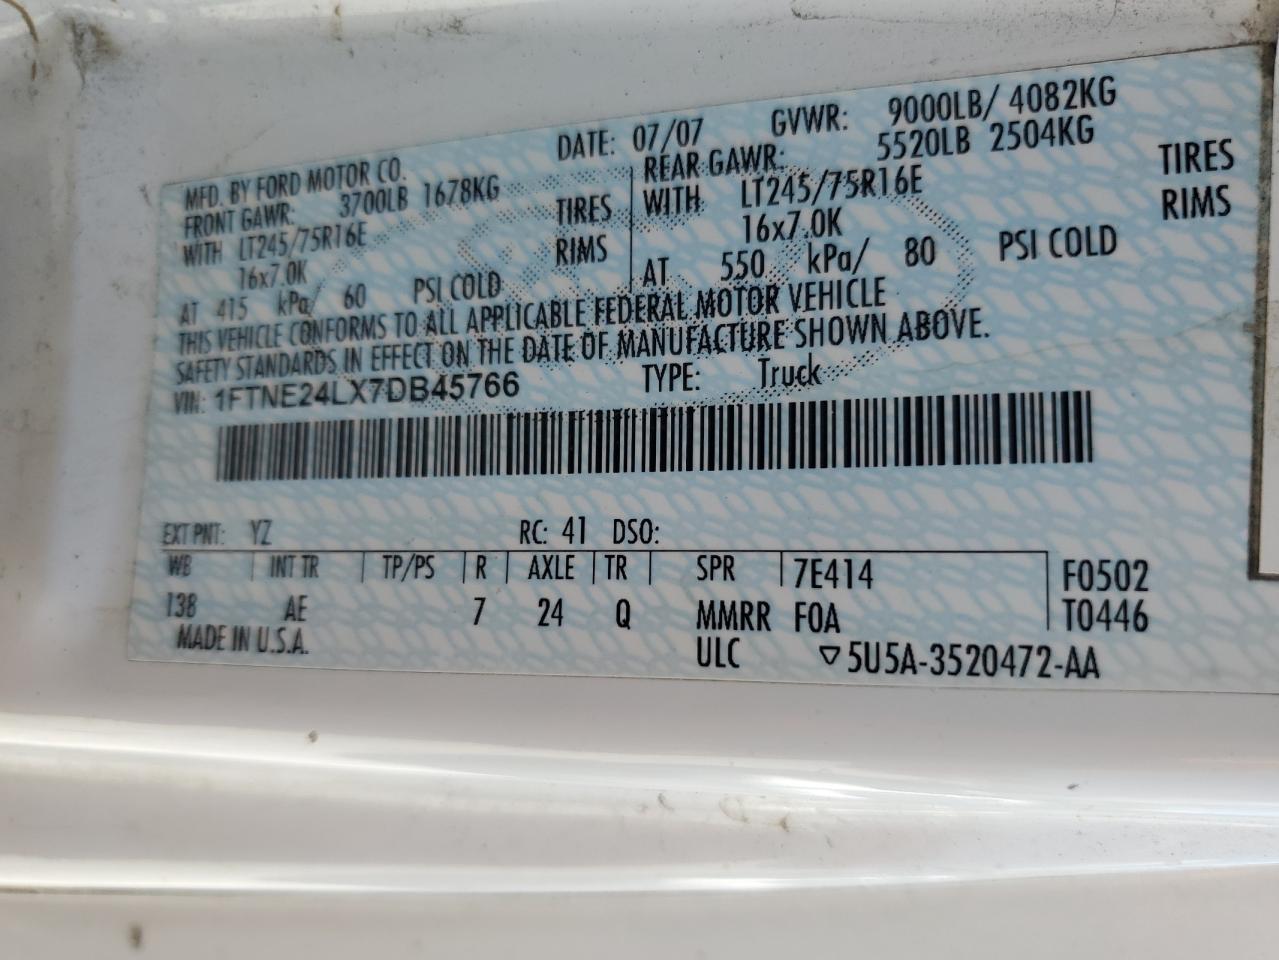 MFD. BY FORD MOTOR CO. DATE: 07/07 GVWR: 9000LB/ 4082KG
FRONT GAWR: 3700LB 1678KG REAR GAWR: 5520LB 2504KG
WITH LT245/75R16E TIRES WITH LT245/75R16E TIRES
16x7.0K RIMS 16x7.0K RIMS
AT 415 kPa/ 60 PSI COLD AT 550 kPa/ 80 PSI COLD
THIS VEHICLE CONFORMS TO ALL APPLICABLE FEDERAL MOTOR VEHICLE
SAFETY STANDARDS IN EFFECT ON THE DATE OF MANUFACTURE SHOWN ABOVE.
VIN: 1FTNE24LX7DB45766 TYPE: Truck
EXT PNT: YZ RC: 41 DSO:
WB INT TR TP/PS R AXLE TR SPR 7E414 F0502
138 AE 7 24 Q MMRR FOA T0446
MADE IN U.S.A. ULC ▽5U5A-3520472-AA